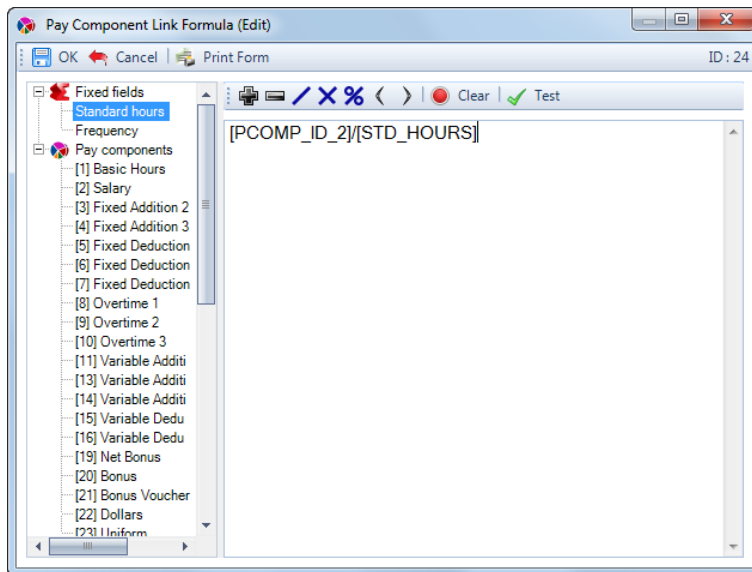 Pay Component Link Formula (Edit)
OK Cancel Print Form ID : 24
Fixed fields
Standard hours
Frequency
Pay components
[1] Basic Hours
[2] Salary
[3] Fixed Addition 2
[4] Fixed Addition 3
[5] Fixed Deduction
[6] Fixed Deduction
[7] Fixed Deduction
[8] Overtime 1
[9] Overtime 2
[10] Overtime 3
[11] Variable Additi
[13] Variable Additi
[14] Variable Additi
[15] Variable Dedu
[16] Variable Dedu
[19] Net Bonus
[20] Bonus
[21] Bonus Voucher
[22] Dollars
[23] Uniform
Clear Test
[PCOMP_ID_2]/[STD_HOURS]